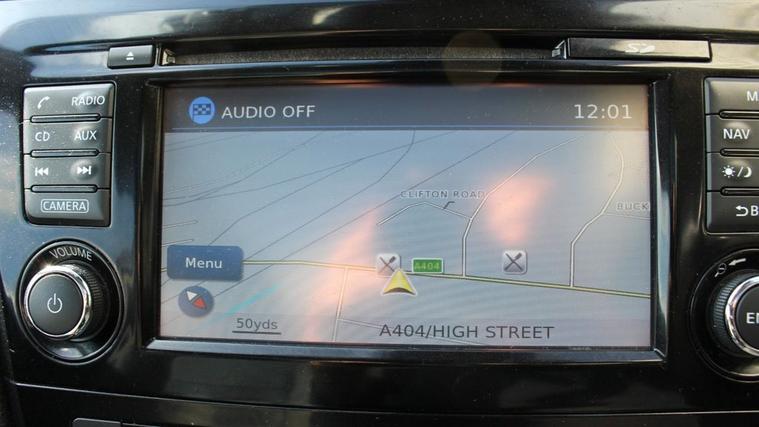 RADIO
CD AUX
CAMERA
VOLUME
AUDIO OFF 12:01
CLIFTON ROAD
BUCK
Menu
A404
50yds
A404/HIGH STREET
M
NAV
B
EN